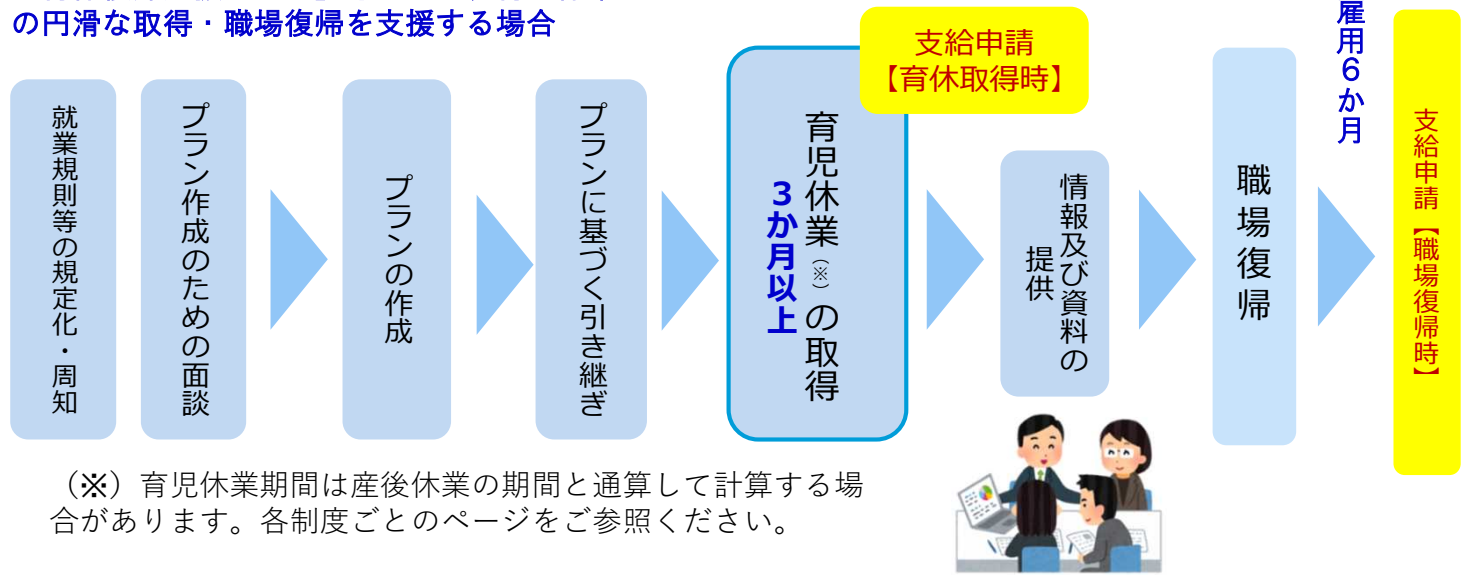 の円滑な取得・職場復帰を支援する場合
就業規則等の規定化・周知
プラン作成のための面談
プランの作成
プランに基づく引き継ぎ
育児休業（※）の取得
３か月以上
支給申請
【育休取得時】
情報及び資料の
提供
職場復帰
雇用６か月
支給申請【職場復帰時】
（※）育児休業期間は産後休業の期間と通算して計算する場
合があります。各制度ごとのページをご参照ください。